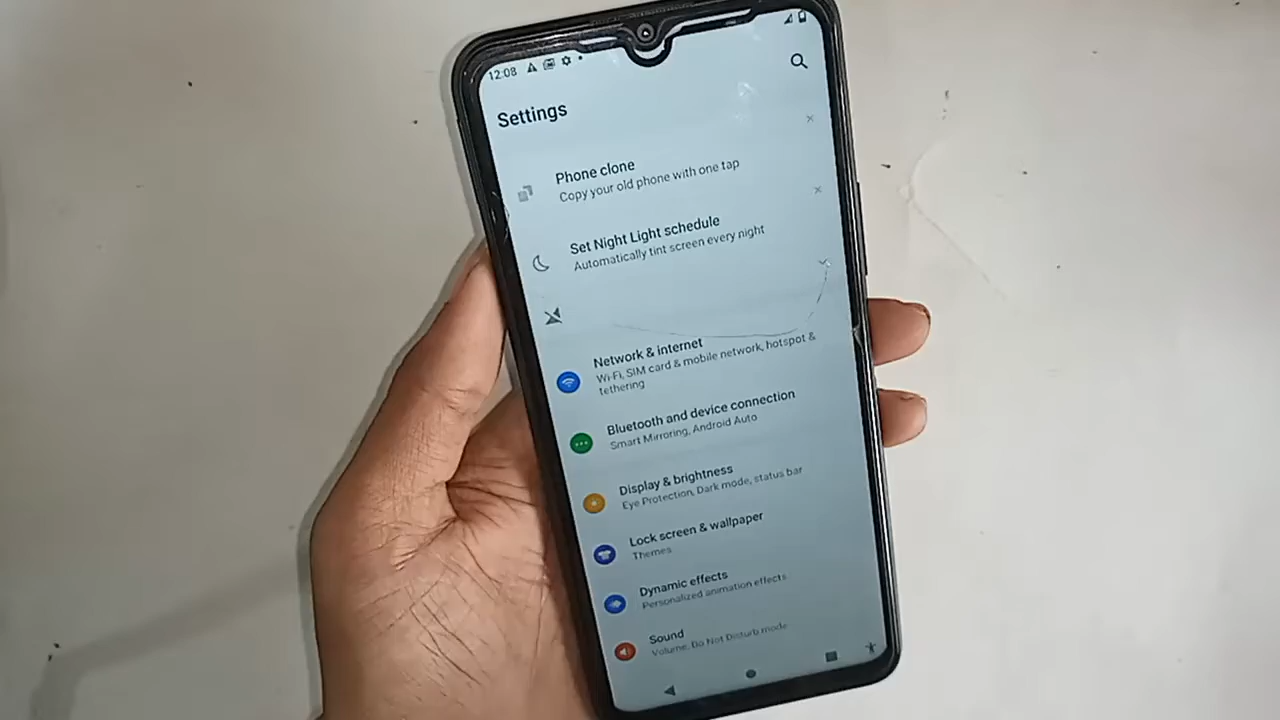 12:08
Settings
Phone clone
Copy your old phone with one tap
Set Night Light schedule
Automatically tint screen every night
Network & internet
Wi-Fi, SIM card & mobile network, hotspot &
tethering
Bluetooth and device connection
Smart Mirroring, Android Auto
Display & brightness
Eye Protection, Dark mode, status bar
Lock screen & wallpaper
Themes
Dynamic effects
Personalized animation effects
Sound
Volume, Do Not Disturb mode